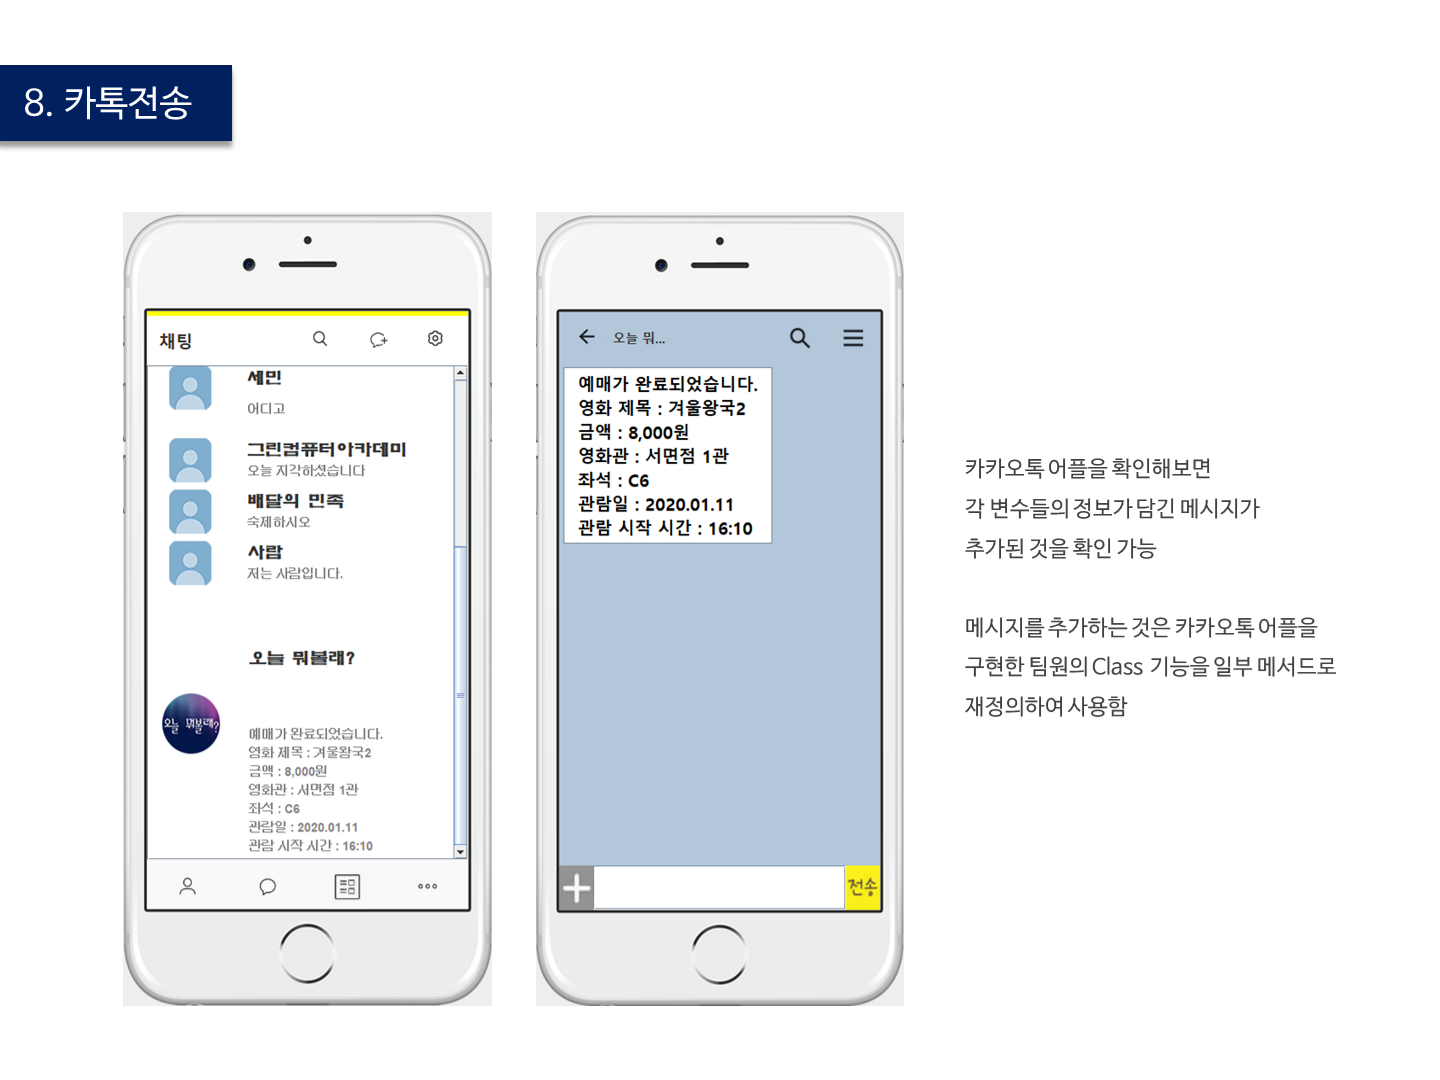 8. 카톡전송
채팅
세민
어디고
그린컴퓨터아카데미
오늘 지각하셨습니다
배달의 민족
숙제하시오
사람
저는 사람입니다.
오늘 뭐볼래?
오늘 뭐볼래?
예매가 완료되었습니다.
영화 제목 : 겨울왕국2
금액 : 8,000원
영화관 : 서면점 1관
좌석 : C6
관람일 : 2020.01.11
관람 시작 시간 : 16:10
오늘 뭐...
예매가 완료되었습니다.
영화 제목 : 겨울왕국2
금액 : 8,000원
영화관 : 서면점 1관
좌석 : C6
관람일 : 2020.01.11
관람 시작 시간 : 16:10
전송
카카오톡 어플을 확인해보면
각 변수들의 정보가 담긴 메시지가
추가된 것을 확인 가능
메시지를 추가하는 것은 카카오톡 어플을
구현한 팀원의 Class 기능을 일부 메서드로
재정의하여 사용함